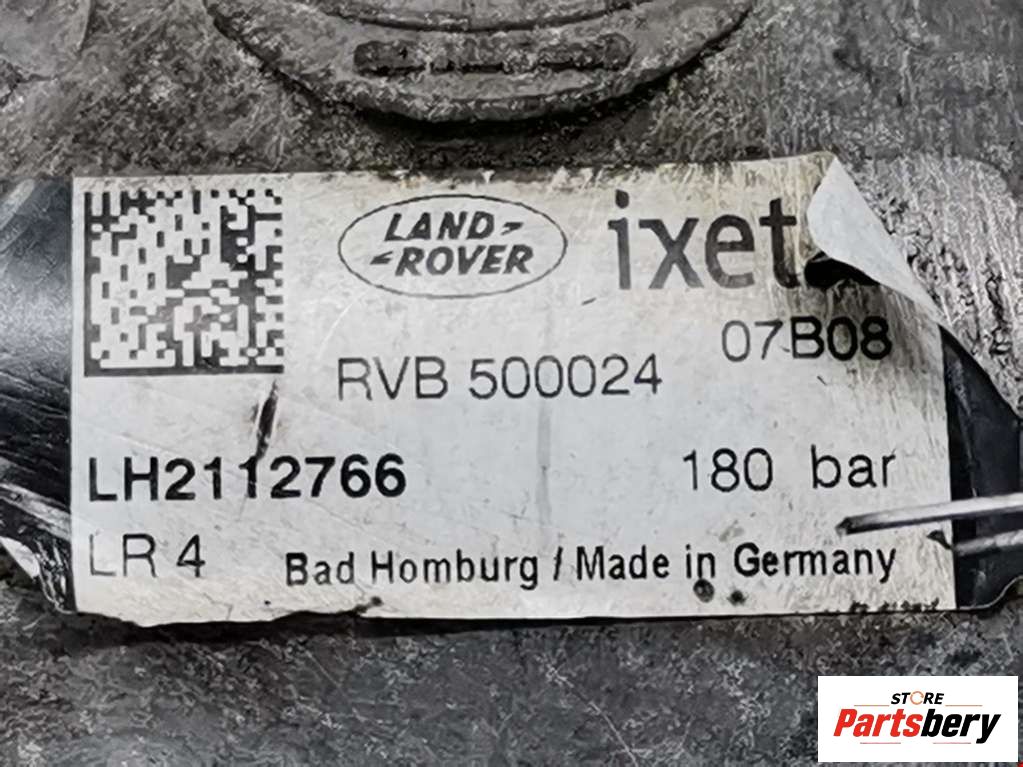 LAND-
ROVER
ixet
07B08
RVB 500024
LH2112766
180 bar
LR 4
Bad Homburg / Made in Germany
STORE
Partsbery